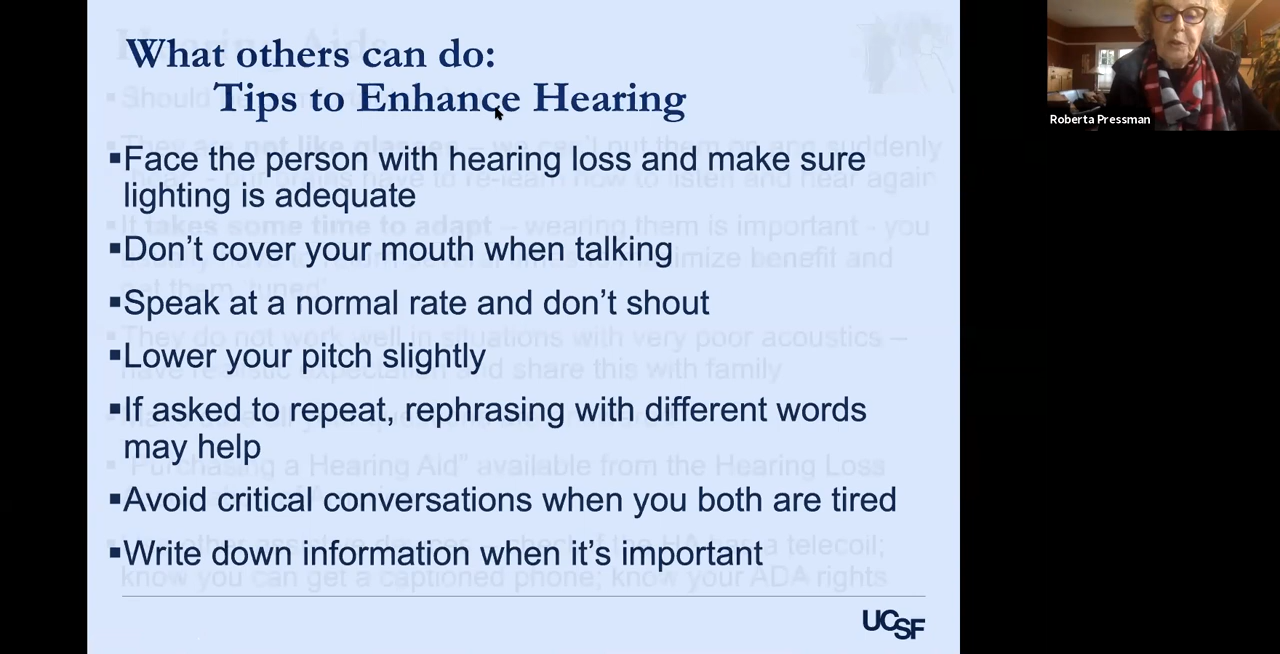 What others can do:
Tips to Enhance Hearing
▪Face the person with hearing loss and make sure
lighting is adequate
▪Don’t cover your mouth when talking
▪Speak at a normal rate and don’t shout
▪Lower your pitch slightly
▪If asked to repeat, rephrasing with different words
may help
▪Avoid critical conversations when you both are tired
▪Write down information when it’s important
UCSF
Roberta Pressman